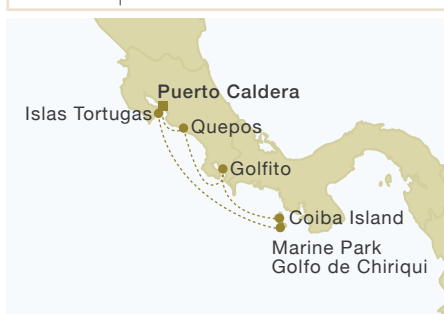 Puerto Caldera
Islas Tortugas
Quepos
Golfito
Coiba Island
Marine Park
Golfo de Chiriqui